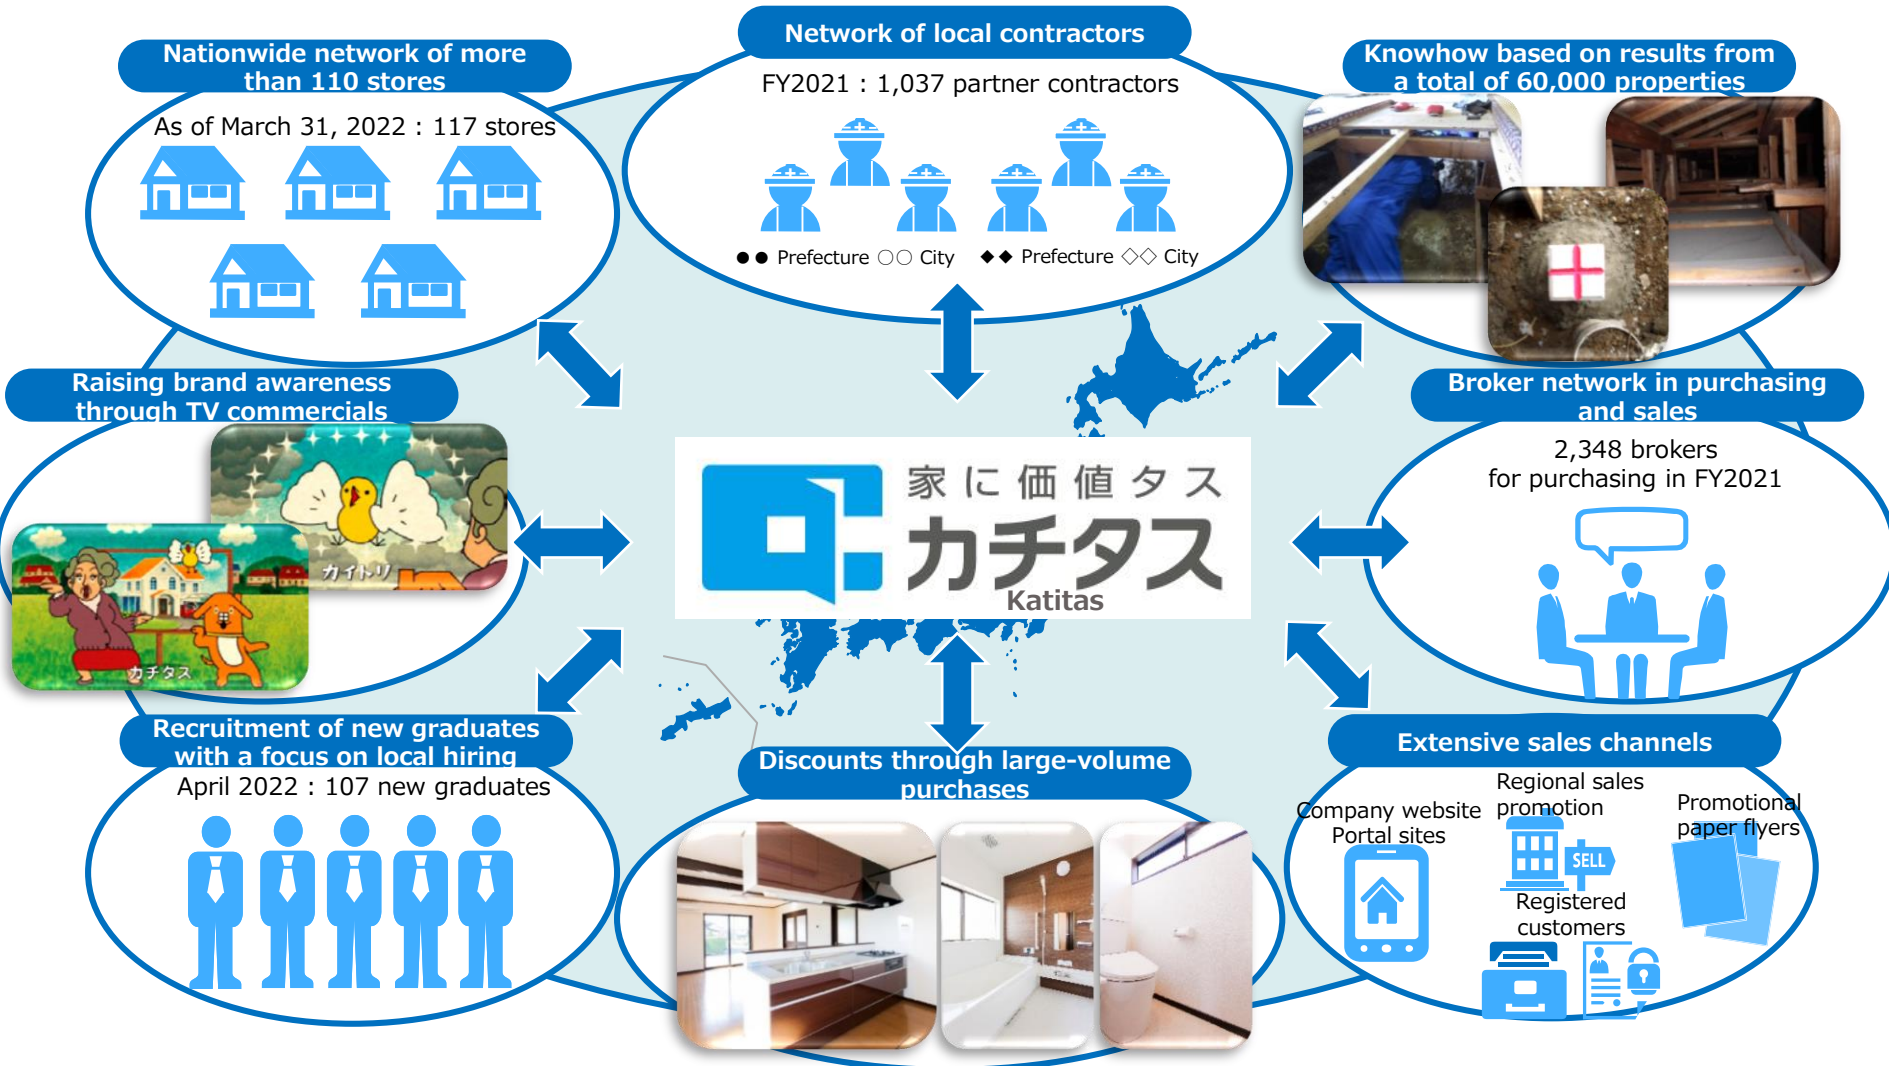 Network of local contractors
FY2021 : 1,037 partner contractors
●● Prefecture ○○ City
◆◆ Prefecture ◇◇ City
Nationwide network of more
than 110 stores
As of March 31, 2022 : 117 stores
Knowhow based on results from
a total of 60,000 properties
Raising brand awareness
through TV commercials
カイトリ
カチタス
家に価値タス
カチタス
Katitas
Broker network in purchasing
and sales
2,348 brokers
for purchasing in FY2021
Recruitment of new graduates
with a focus on local hiring
April 2022 : 107 new graduates
Discounts through large-volume
purchases
Extensive sales channels
Company website
Portal sites
Regional sales
promotion
SELL
Promotional
paper flyers
Registered
customers